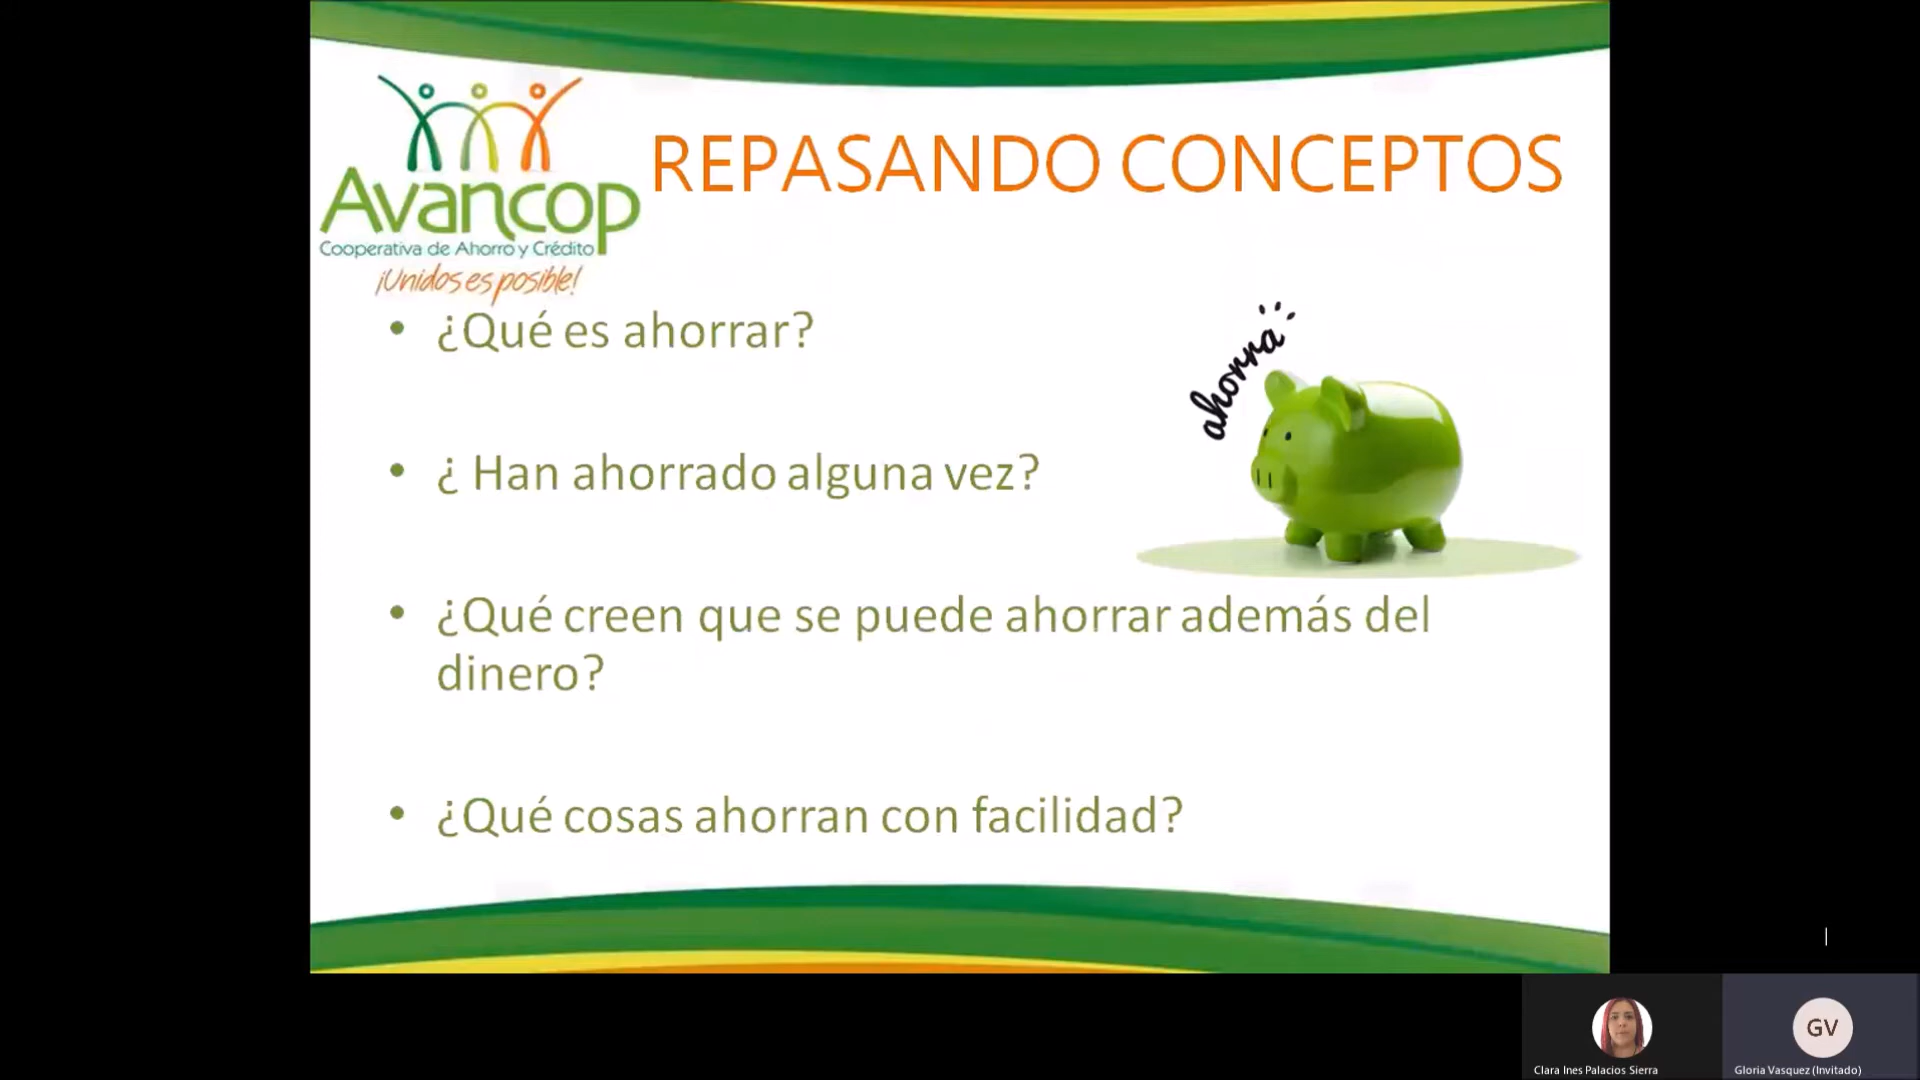 REPASANDO CONCEPTOS
Avancop
Cooperativa de Ahorro y Crédito
¡Unidos es posible!
• ¿Qué es ahorrar?
ahorra
• ¿ Han ahorrado alguna vez?
• ¿Qué creen que se puede ahorrar además del
dinero?
• ¿Qué cosas ahorran con facilidad?
GV
Clara Ines Palacios Sierra
Gloria Vasquez (Invitado)